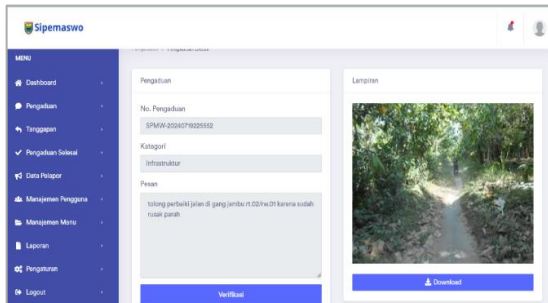 Sipemaswo
MENU
Dashboard
Pengaduan
Tanggapan
Pengaduan Selesai
Data Pelapor
Manajemen Pengguna
Manajemen Menu
Laporan
Pengaturan
Logout
Pengaduan
No. Pengaduan
SPMW-20240719225552
Kategori
Infrastruktur
Pesan
tolong perbaiki jalan di gang jambu rt.02/rw.01 karena sudah
rusak parah
Verifikasi
Lampiran
Download